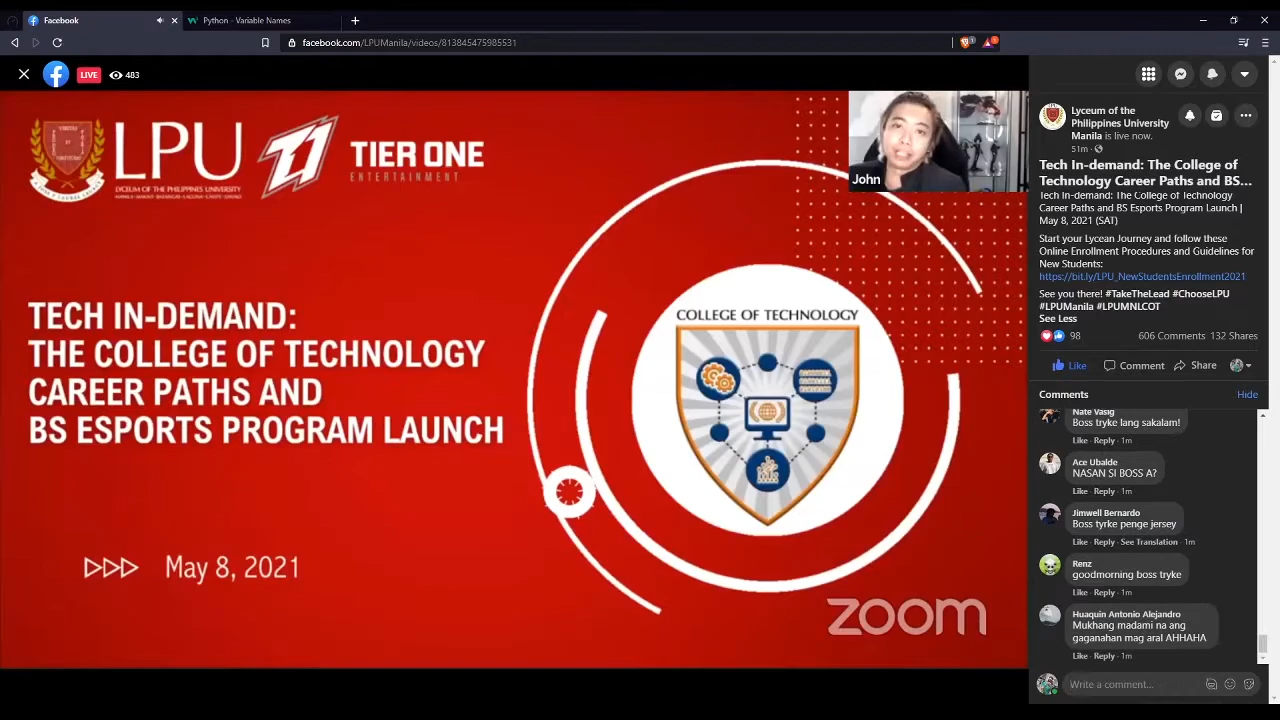 Facebook
Python - Variable Names
facebook.com/LPUManila/videos/813845475985531
LIVE
483
LPU
LYCEUM OF THE PHILIPPINES UNIVERSITY
TIER ONE
ENTERTAINMENT
John
COLLEGE OF TECHNOLOGY
TECH IN-DEMAND:
THE COLLEGE OF TECHNOLOGY
CAREER PATHS AND
BS ESPORTS PROGRAM LAUNCH
May 8, 2021
zoom
Lyceum of the
Philippines University
Manila is live now.
51m ·
Tech In-demand: The College of
Technology Career Paths and BS...
Tech In-demand: The College of Technology
Career Paths and BS Esports Program Launch |
May 8, 2021 (SAT)
Start your Lycean Journey and follow these
Online Enrollment Procedures and Guidelines for
New Students:
https://bit.ly/LPU_NewStudentsEnrollment2021
See you there! #TakeTheLead #ChooseLPU
#LPUManila #LPUMNLCOT
See Less
98
606 Comments 132 Shares
Like
Comment
Share
Comments
Hide
Nate Vasig
Boss tryke lang sakalam!
Like · Reply · 1m
Ace Ubalde
NASAN SI BOSS A?
Like · Reply · 1m
Jimwell Bernardo
Boss tyrke penge jersey
Like · Reply · See Translation · 1m
Renz
goodmorning boss tryke
Like · Reply · 1m
Huaquin Antonio Alejandro
Mukhang madami na ang
gaganahan mag aral AHHAHA
Like · Reply · 1m
Write a comment...